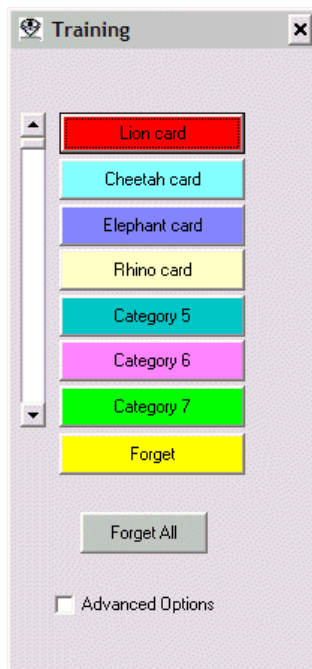 Training
Lion card
Cheetah card
Elephant card
Rhino card
Category 5
Category 6
Category 7
Forget
Forget All
Advanced Options